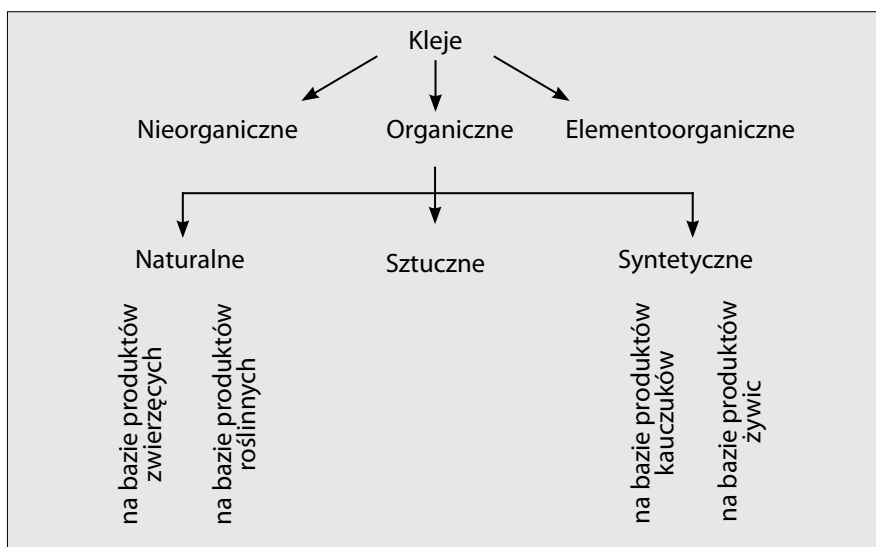 Kleje
Nieorganiczne
Organiczne
Elementoorganiczne
Naturalne
Sztuczne
Syntetyczne
na bazie produktów
zwierzęcych
na bazie produktów
roślinnych
na bazie produktów
kauczuków
na bazie produktów
żywic